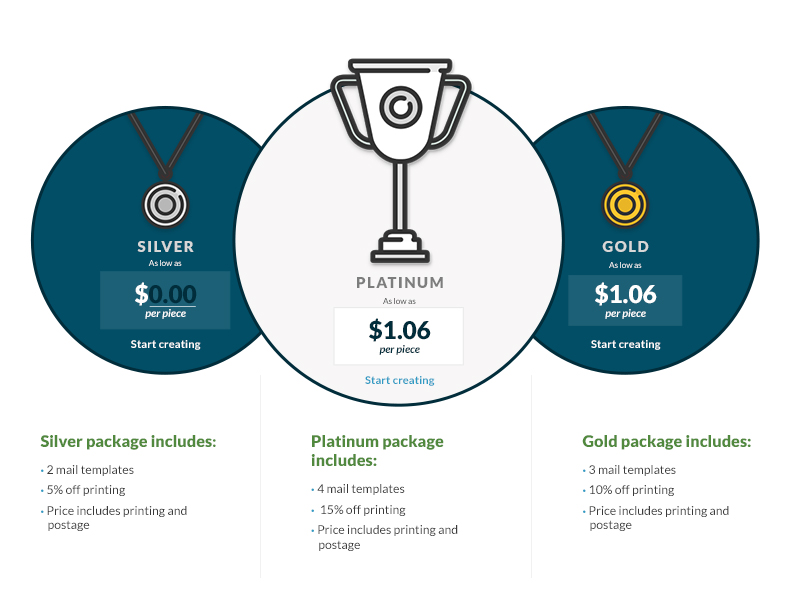 SILVER
As low as
$0.00
per piece
Start creating
PLATINUM
As low as
$1.06
per piece
Start creating
GOLD
As low as
$1.06
per piece
Start creating
Silver package includes:
· 2 mail templates
· 5% off printing
· Price includes printing and
postage
Platinum package
includes:
· 4 mail templates
· 15% off printing
· Price includes printing and
postage
Gold package includes:
· 3 mail templates
· 10% off printing
· Price includes printing and
postage